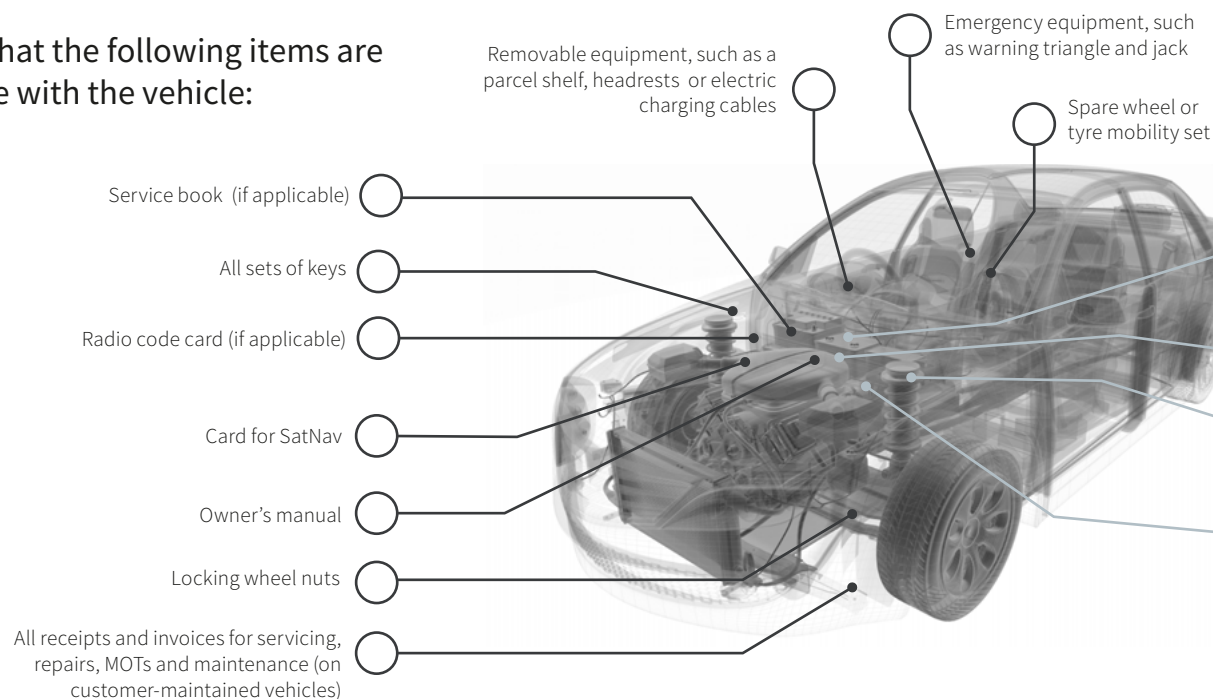 hat the following items are
e with the vehicle:
Removable equipment, such as a
parcel shelf, headrests or electric
charging cables
Emergency equipment, such
as warning triangle and jack
Spare wheel or
tyre mobility set
Service book (if applicable)
All sets of keys
Radio code card (if applicable)
Card for SatNav
Owner’s manual
Locking wheel nuts
All receipts and invoices for servicing,
repairs, MOTs and maintenance (on
customer-maintained vehicles)